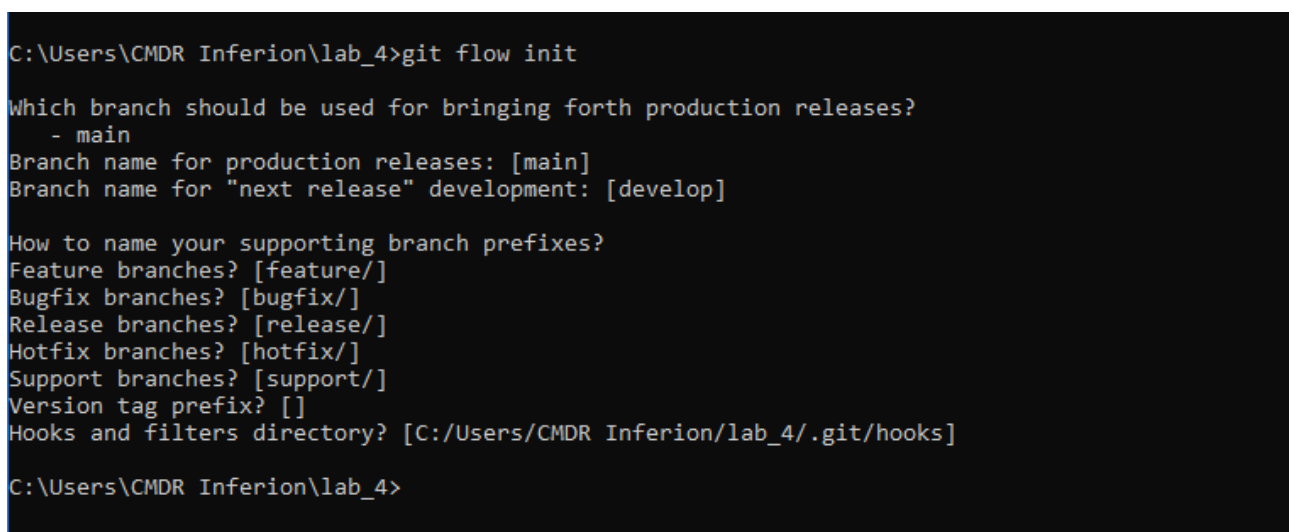 C:\Users\CMDR Inferion\lab_4>git flow init
Which branch should be used for bringing forth production releases?
- main
Branch name for production releases: [main]
Branch name for "next release" development: [develop]
How to name your supporting branch prefixes?
Feature branches? [feature/]
Bugfix branches? [bugfix/]
Release branches? [release/]
Hotfix branches? [hotfix/]
Support branches? [support/]
Version tag prefix? []
Hooks and filters directory? [C:/Users/CMDR Inferion/lab_4/.git/hooks]
C:\Users\CMDR Inferion\lab_4>